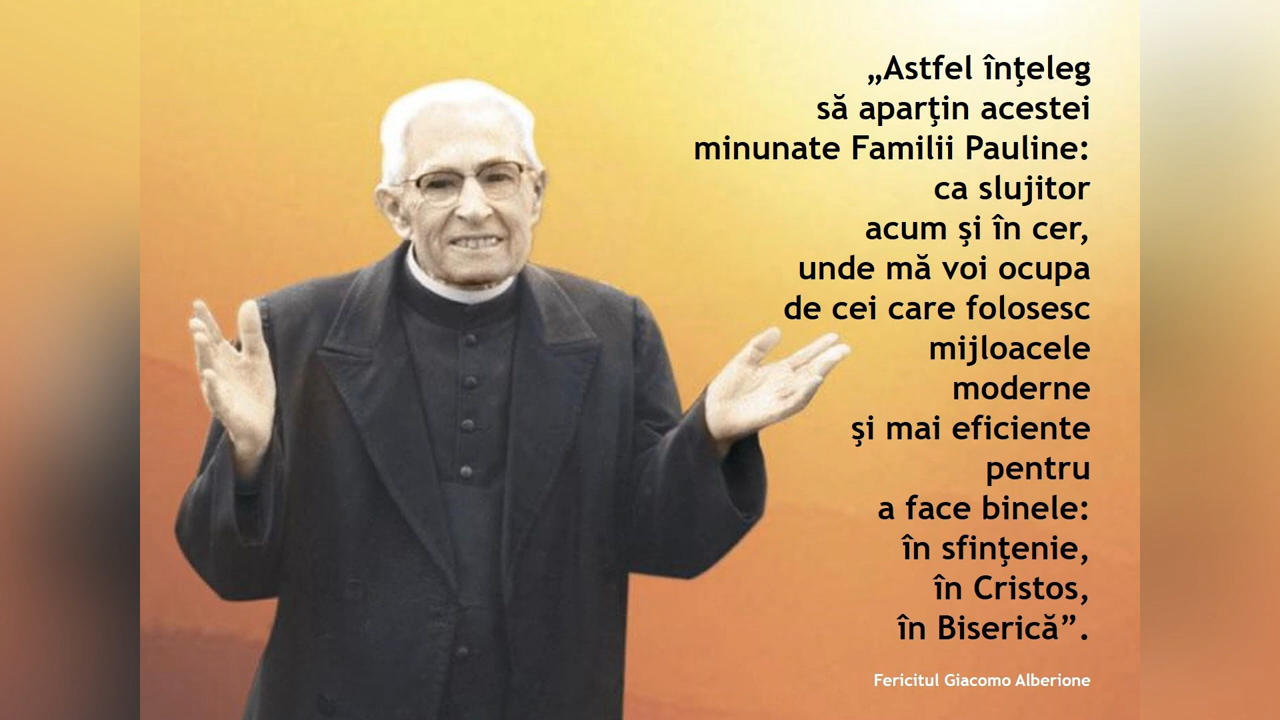 „Astfel înţeleg
să aparţin acestei
minunate Familii Pauline:
ca slujitor
acum şi în cer,
unde mă voi ocupa
de cei care folosesc
mijloacele
moderne
şi mai eficiente
pentru
a face binele:
în sfinţenie,
în Cristos,
în Biserică”.
Fericitul Giacomo Alberione